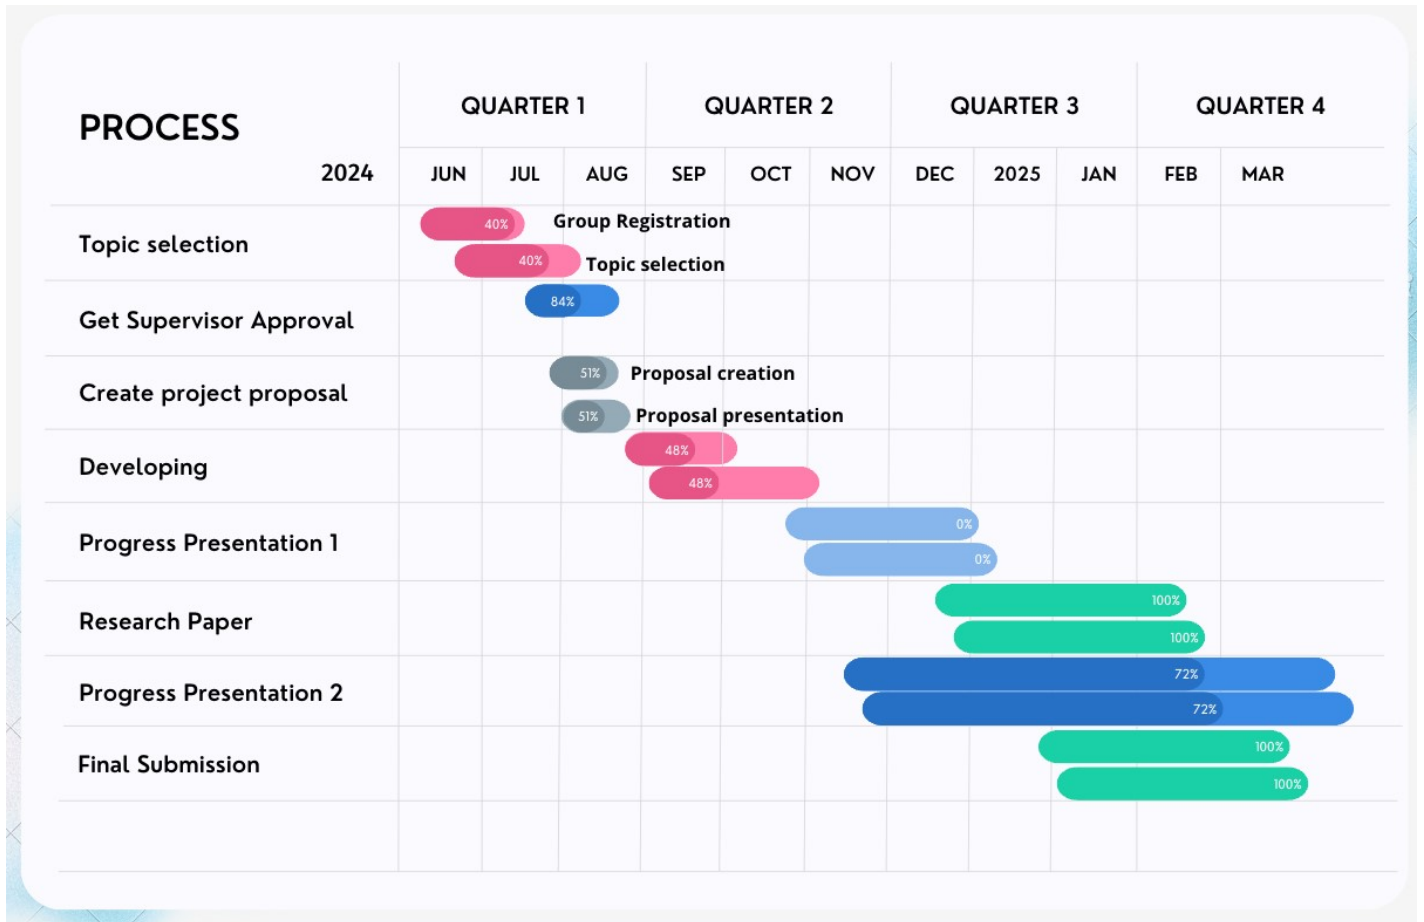 PROCESS
QUARTER 1 QUARTER 2 QUARTER 3 QUARTER 4
2024 JUN JUL AUG SEP OCT NOV DEC 2025 JAN FEB MAR
Topic selection
40% Group Registration
40% Topic selection
Get Supervisor Approval
84%
Create project proposal
51% Proposal creation
51% Proposal presentation
Developing
48%
48%
Progress Presentation 1
0%
0%
Research Paper
100%
100%
Progress Presentation 2
72%
72%
Final Submission
100%
100%